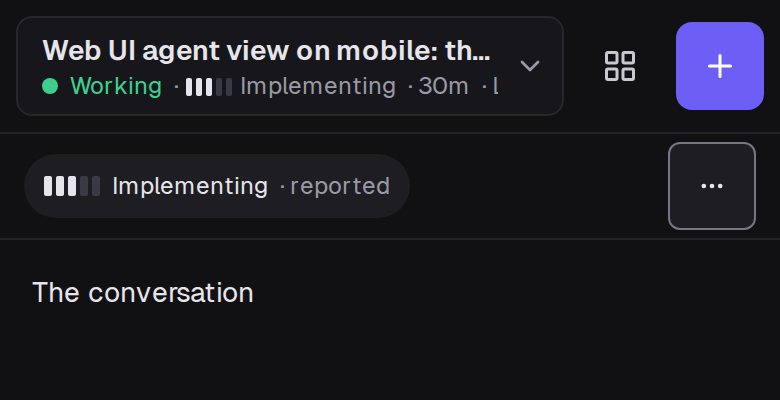 Web UI agent view on mobile: th…
Working · Implementing · 30m ·
Implementing · reported
The conversation